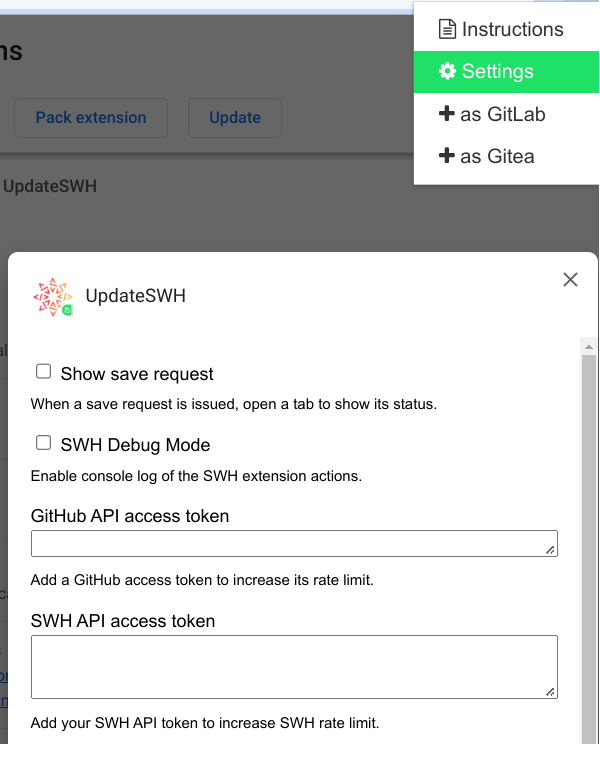 Instructions
ns
Settings
Pack extension
Update
as GitLab
as Gitea
UpdateSWH
UpdateSWH
Show save request
When a save request is issued, open a tab to show its status.
SWH Debug Mode
Enable console log of the SWH extension actions.
GitHub API access token
Add a GitHub access token to increase its rate limit.
SWH API access token
Add your SWH API token to increase SWH rate limit.